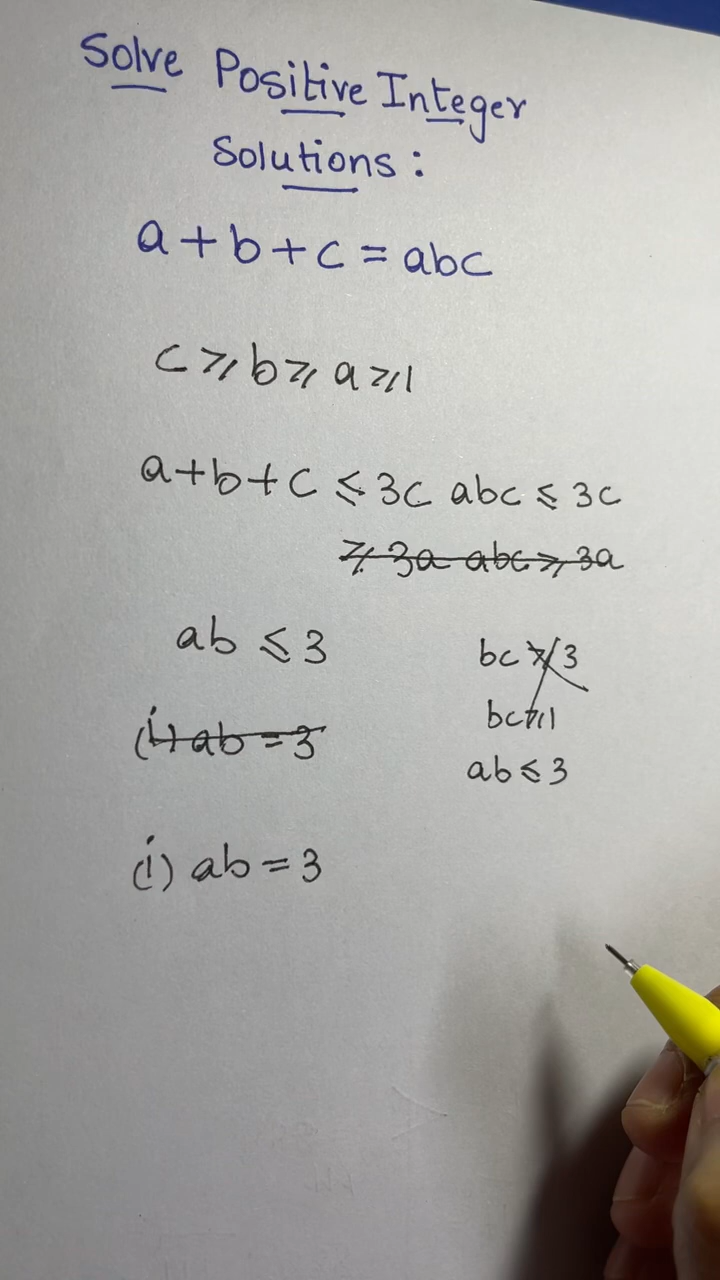 Solve Positive Integer
Solutions:
a+b+c=abc
c⩾b⩾a⩾1
a+b+c⩽3c abc⩽3c
⩾3a abc⩾3a
ab⩽3
bc⩾3
(i) ab=3
bc⩾1
ab⩽3
(i) ab=3